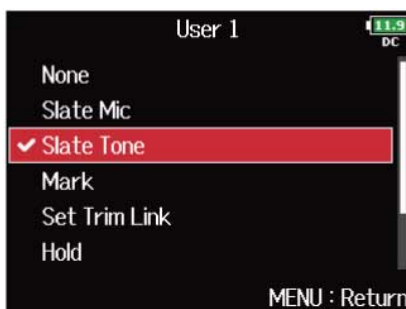 User 1
11.9
DC
None
Slate Mic
Slate Tone
Mark
Set Trim Link
Hold
MENU : Return